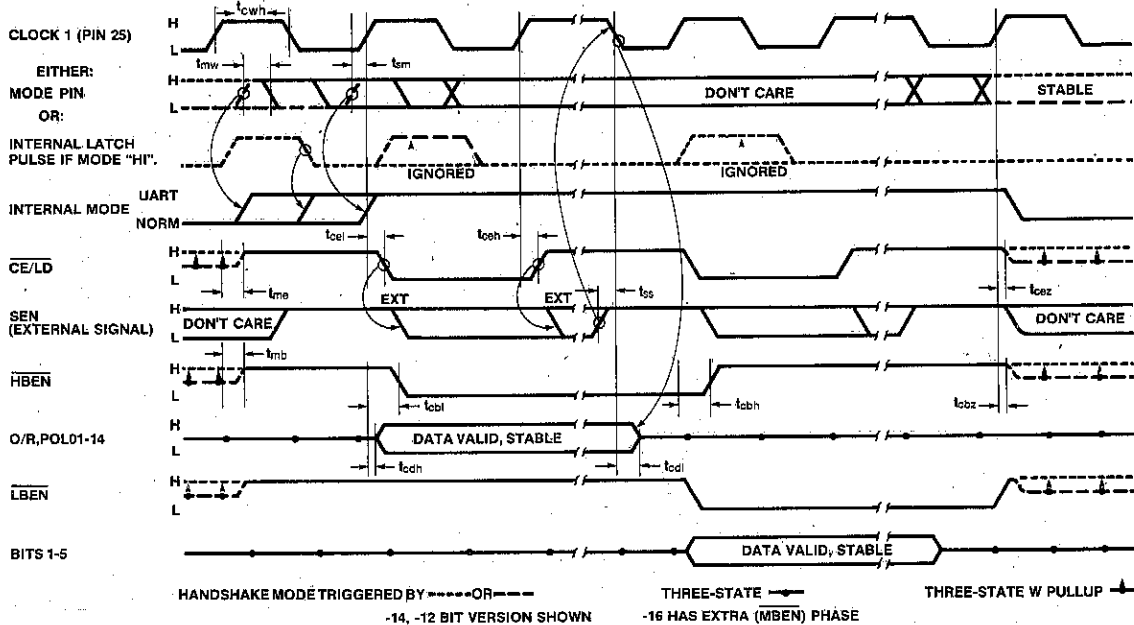 CLOCK 1 (PIN 25)
H
L
tcwh
EITHER:
MODE PIN
OR:
tmw
tsm
H
L
DON'T CARE
STABLE
INTERNAL LATCH
PULSE IF MODE "HI".
IGNORED
IGNORED
INTERNAL MODE
UART
NORM
tcel
tceh
CE/LD
H
L
tme
EXT
EXT
tss
tcez
SEN
(EXTERNAL SIGNAL)
H
L
DON'T CARE
DON'T CARE
tmb
HBEN
H
L
tcbl
tcbh
tcbz
O/R,POL01-14
H
L
DATA VALID, STABLE
tcdh
tcdl
LBEN
H
L
BITS 1-5
DATA VALID, STABLE
HANDSHAKE MODE TRIGGERED BY OR
THREE-STATE
THREE-STATE W PULLUP
-14, -12 BIT VERSION SHOWN
-16 HAS EXTRA (MBEN) PHASE